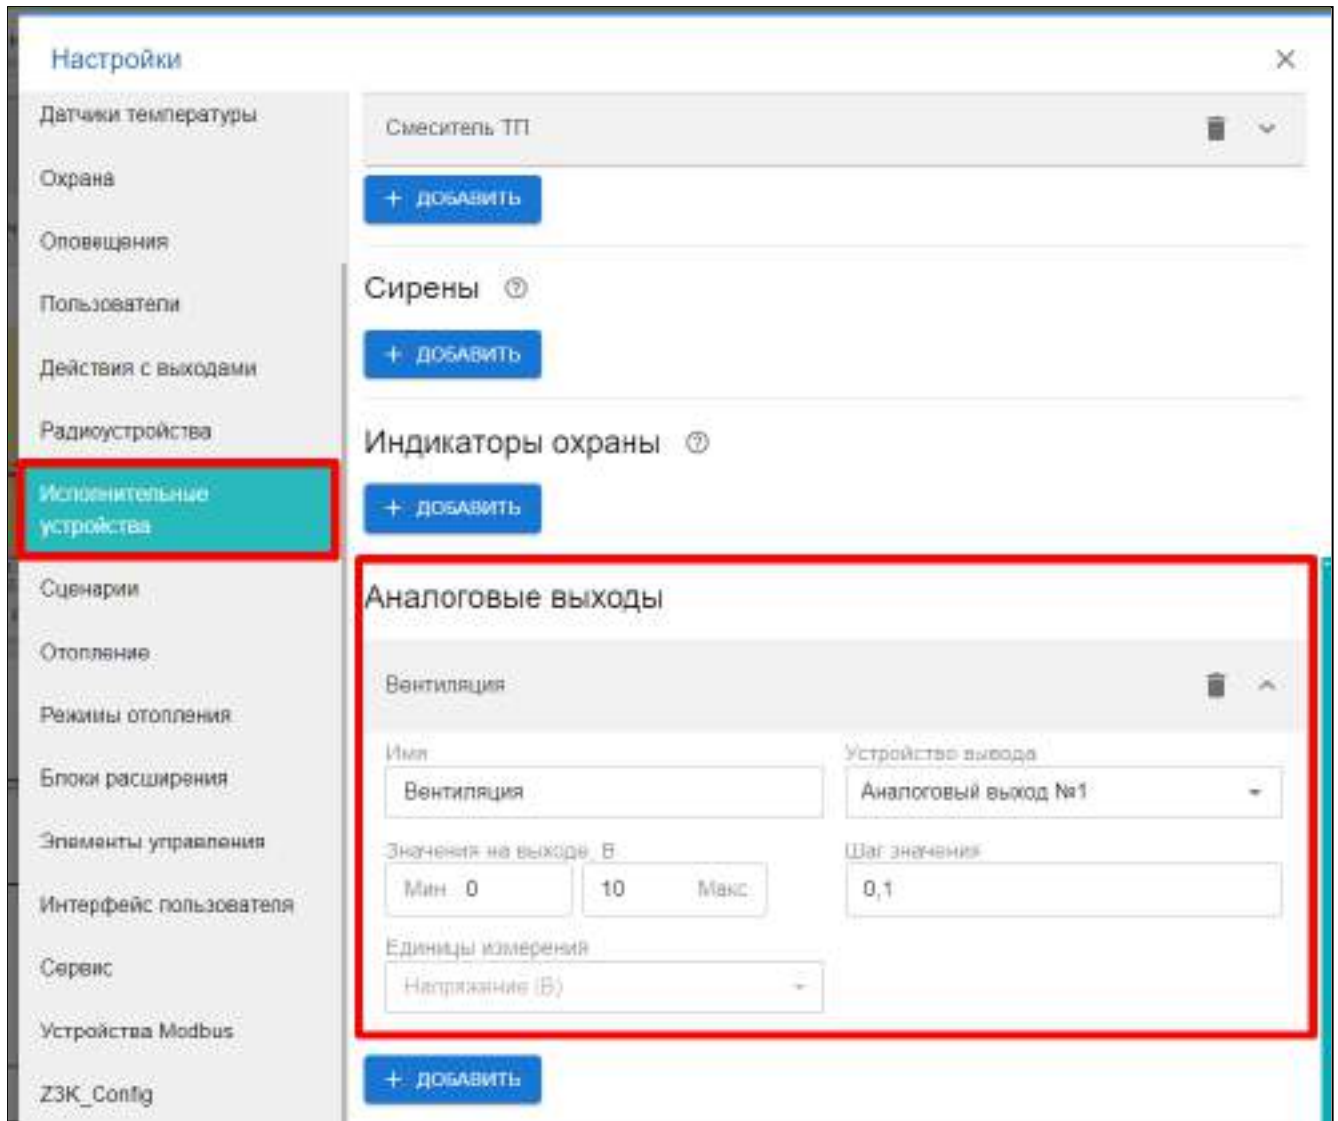 Настройки
Датчики температуры
Охрана
Оповещения
Пользователи
Действия с выходами
Радиоустройства
Исполнительные
устройства
Сценарии
Отопление
Режимы отопления
Блоки расширения
Элементы управления
Интерфейс пользователя
Сервис
Устройства Modbus
Z3K_Config
Смеситель ТП
+ ДОБАВИТЬ
Сирены ?
+ ДОБАВИТЬ
Индикаторы охраны ?
+ ДОБАВИТЬ
Аналоговые выходы
Вентиляция
Имя
Вентиляция
Устройство вывода
Аналоговый выход №1
Значения на выходе, В
Мин 0
10 Макс
Шаг значения
0,1
Единицы измерения
Напряжение (В)
+ ДОБАВИТЬ